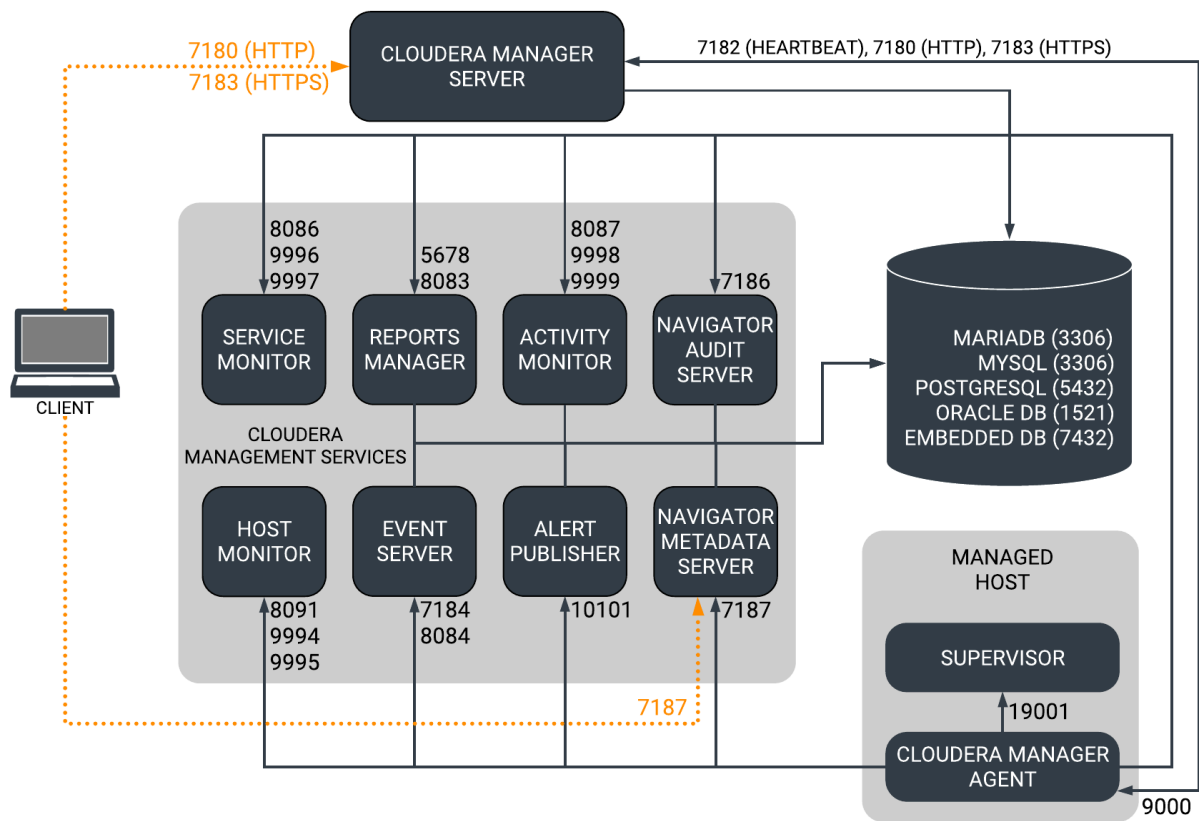 7180 (HTTP)
7183 (HTTPS)
CLOUDERA MANAGER
SERVER
7182 (HEARTBEAT), 7180 (HTTP), 7183 (HTTPS)
8086
9996
9997
5678
8083
8087
9998
9999
7186
SERVICE
MONITOR
REPORTS
MANAGER
ACTIVITY
MONITOR
NAVIGATOR
AUDIT
SERVER
MARIADB (3306)
MYSQL (3306)
POSTGRESQL (5432)
ORACLE DB (1521)
EMBEDDED DB (7432)
CLIENT
CLOUDERA
MANAGEMENT SERVICES
HOST
MONITOR
EVENT
SERVER
ALERT
PUBLISHER
NAVIGATOR
METADATA
SERVER
8091
9994
9995
7184
8084
10101
7187
7187
MANAGED
HOST
SUPERVISOR
19001
CLOUDERA MANAGER
AGENT
9000